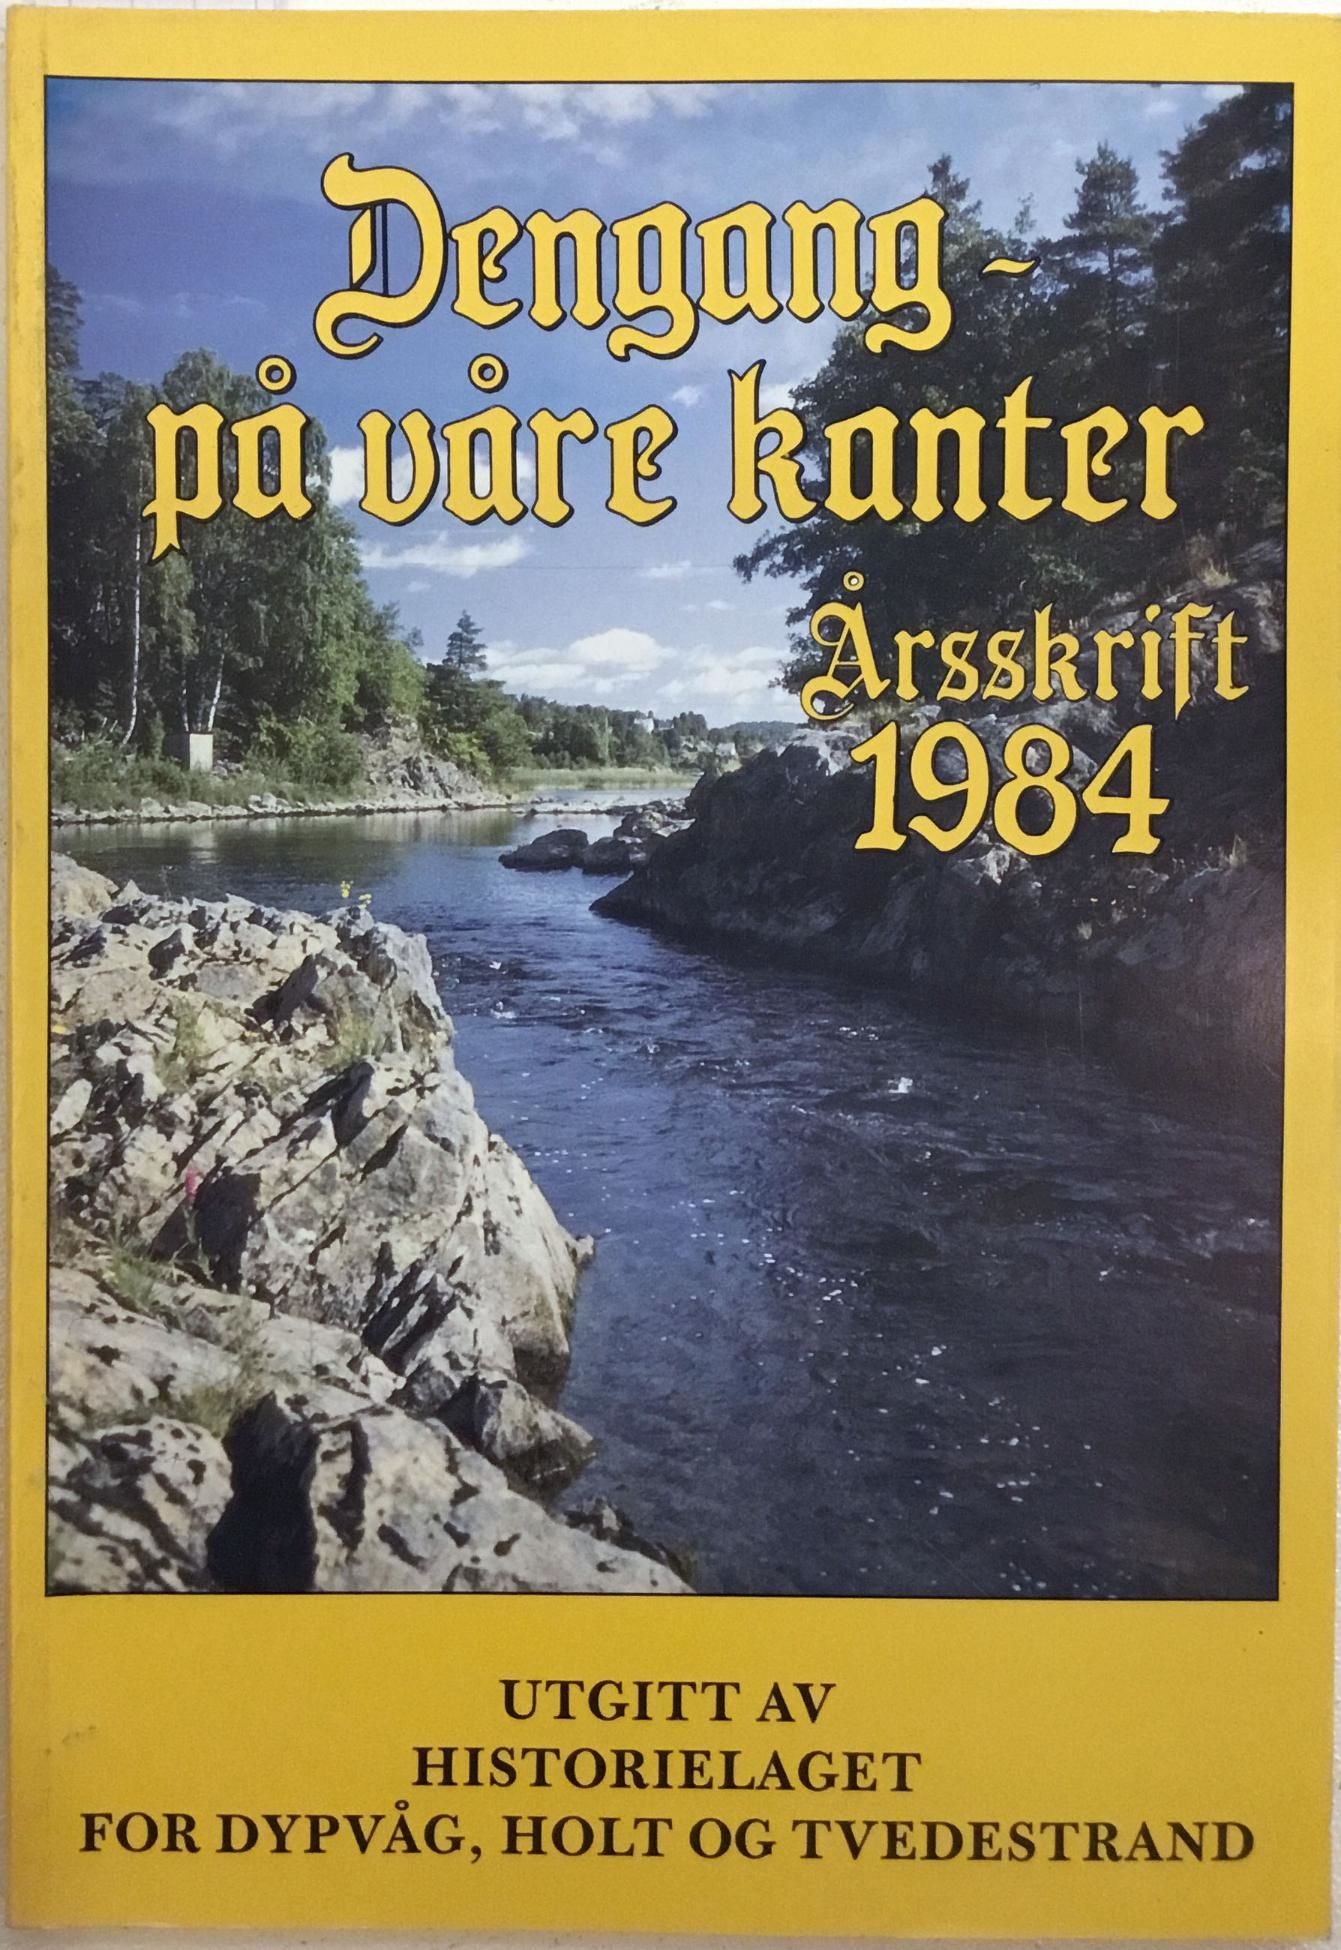 Dengang -
på våre kanter
Årsskrift
1984
UTGITT AV
HISTORIELAGET
FOR DYPVÅG, HOLT OG TVEDESTRAND